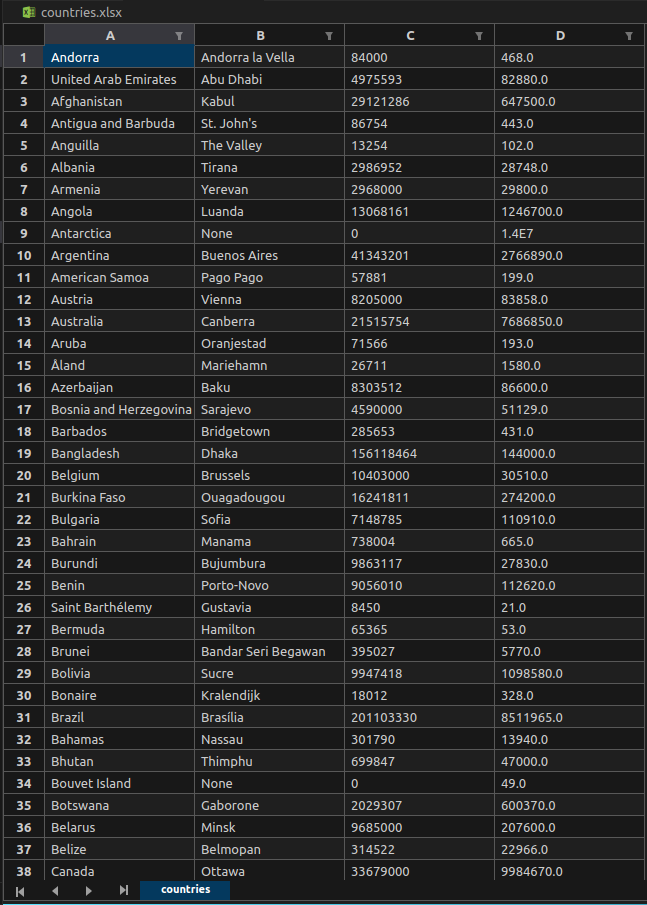 countries.xlsx
A B C D
1 Andorra Andorra la Vella 84000 468.0
2 United Arab Emirates Abu Dhabi 4975593 82880.0
3 Afghanistan Kabul 29121286 647500.0
4 Antigua and Barbuda St. John's 86754 443.0
5 Anguilla The Valley 13254 102.0
6 Albania Tirana 2986952 28748.0
7 Armenia Yerevan 2968000 29800.0
8 Angola Luanda 13068161 1246700.0
9 Antarctica None 0 1.4E7
10 Argentina Buenos Aires 41343201 2766890.0
11 American Samoa Pago Pago 57881 199.0
12 Austria Vienna 8205000 83858.0
13 Australia Canberra 21515754 7686850.0
14 Aruba Oranjestad 71566 193.0
15 Åland Mariehamn 26711 1580.0
16 Azerbaijan Baku 8303512 86600.0
17 Bosnia and Herzegovina Sarajevo 4590000 51129.0
18 Barbados Bridgetown 285653 431.0
19 Bangladesh Dhaka 156118464 144000.0
20 Belgium Brussels 10403000 30510.0
21 Burkina Faso Ouagadougou 16241811 274200.0
22 Bulgaria Sofia 7148785 110910.0
23 Bahrain Manama 738004 665.0
24 Burundi Bujumbura 9863117 27830.0
25 Benin Porto-Novo 9056010 112620.0
26 Saint Barthélemy Gustavia 8450 21.0
27 Bermuda Hamilton 65365 53.0
28 Brunei Bandar Seri Begawan 395027 5770.0
29 Bolivia Sucre 9947418 1098580.0
30 Bonaire Kralendijk 18012 328.0
31 Brazil Brasília 201103330 8511965.0
32 Bahamas Nassau 301790 13940.0
33 Bhutan Thimphu 699847 47000.0
34 Bouvet Island None 0 49.0
35 Botswana Gaborone 2029307 600370.0
36 Belarus Minsk 9685000 207600.0
37 Belize Belmopan 314522 22966.0
38 Canada Ottawa 33679000 9984670.0
countries